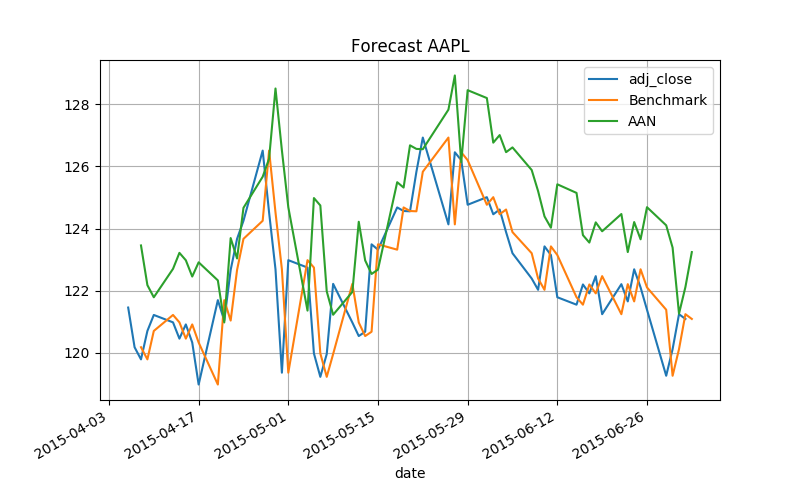 Forecast AAPL
adj_close
Benchmark
AAN
128
126
124
122
120
2015-04-03
2015-04-17
2015-05-01
2015-05-15
2015-05-29
2015-06-12
2015-06-26
date